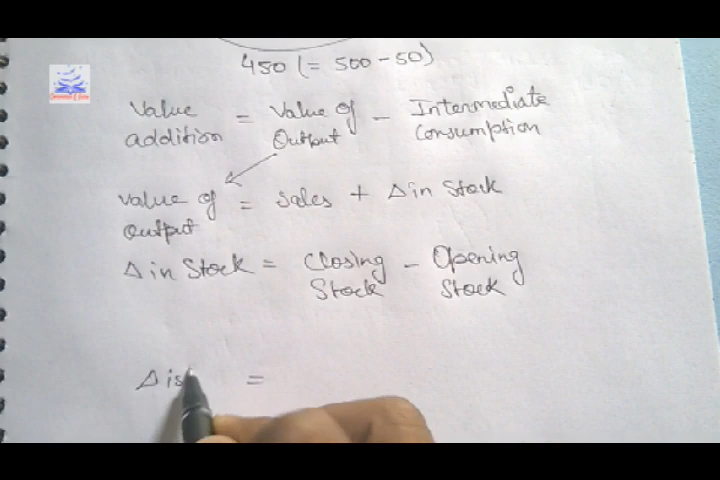 450 (= 500 - 50)
Value addition = Value of Output - Intermediate Consumption
Value of Output = Sales + Δ in Stock
Δ in Stock = Closing Stock - Opening Stock
Δ is =